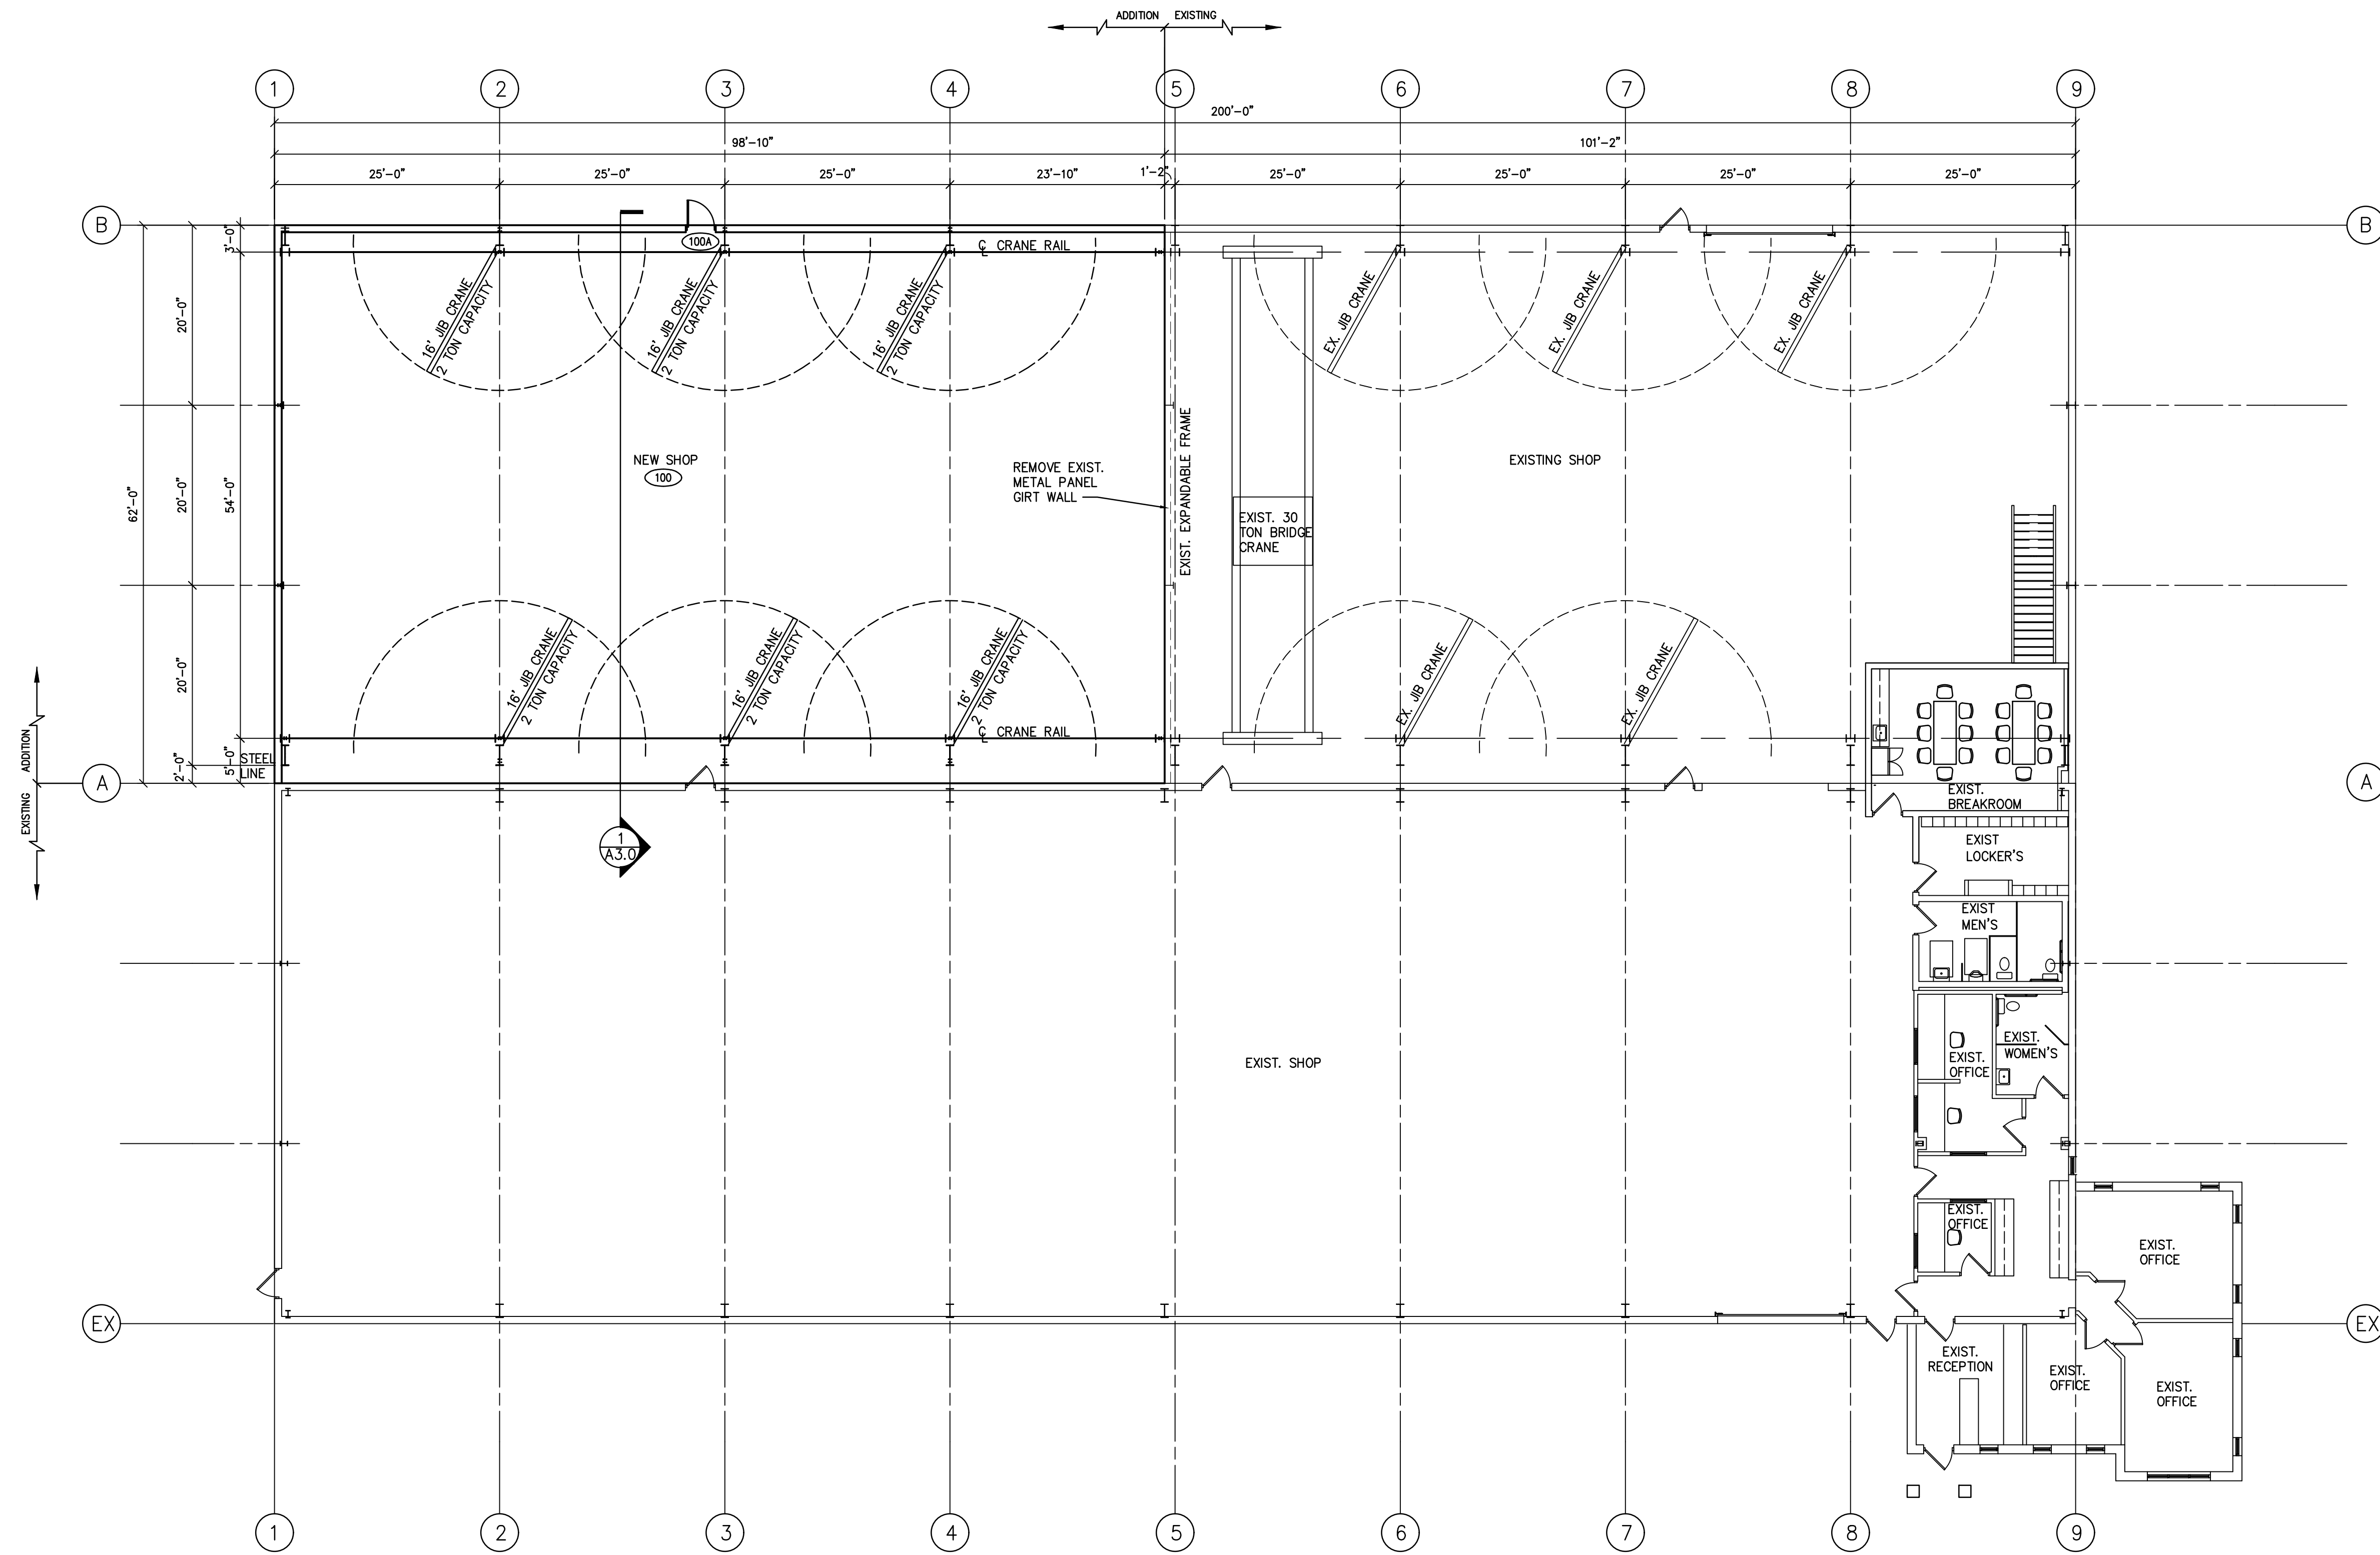 ADDITION EXISTING
1 2 3 4 5 6 7 8 9
200'-0"
98'-10" 101'-2"
25'-0" 25'-0" 25'-0" 23'-10" 1'-2" 25'-0" 25'-0" 25'-0" 25'-0"
B B
3'-0"
100A
℄ CRANE RAIL
16' JIB CRANE
2 TON CAPACITY
16' JIB CRANE
2 TON CAPACITY
16' JIB CRANE
2 TON CAPACITY
EX. JIB CRANE
EX. JIB CRANE
EX. JIB CRANE
20'-0"
62'-0"
20'-0"
54'-0"
NEW SHOP
100
REMOVE EXIST.
METAL PANEL
GIRT WALL
EXIST. EXPANDABLE FRAME
EXISTING SHOP
EXIST. 30
TON BRIDGE
CRANE
20'-0"
16' JIB CRANE
2 TON CAPACITY
16' JIB CRANE
2 TON CAPACITY
16' JIB CRANE
2 TON CAPACITY
EX. JIB CRANE
EX. JIB CRANE
℄ CRANE RAIL
EXISTING ADDITION
2'-0"
5'-0"
STEEL
LINE
A A
EXIST.
BREAKROOM
1
A3.0
EXIST
LOCKER'S
EXIST
MEN'S
EXIST. SHOP
EXIST.
OFFICE
EXIST.
WOMEN'S
EXIST.
OFFICE
EXIST.
OFFICE
EX EX
EXIST.
RECEPTION
EXIST.
OFFICE
EXIST.
OFFICE
1 2 3 4 5 6 7 8 9